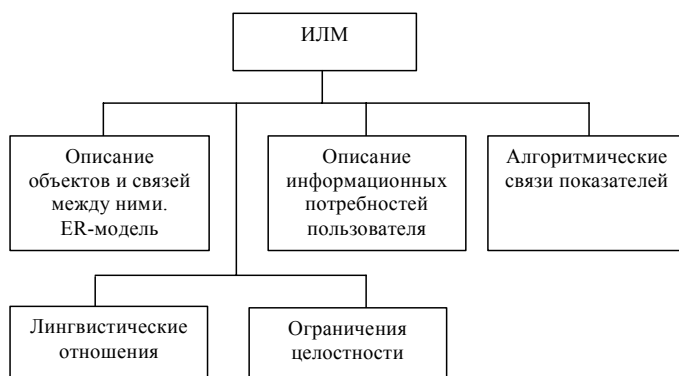 ИЛМ
Описание
объектов и связей
между ними.
ER-модель
Описание
информационных
потребностей
пользователя
Алгоритмические
связи показателей
Лингвистические
отношения
Ограничения
целостности